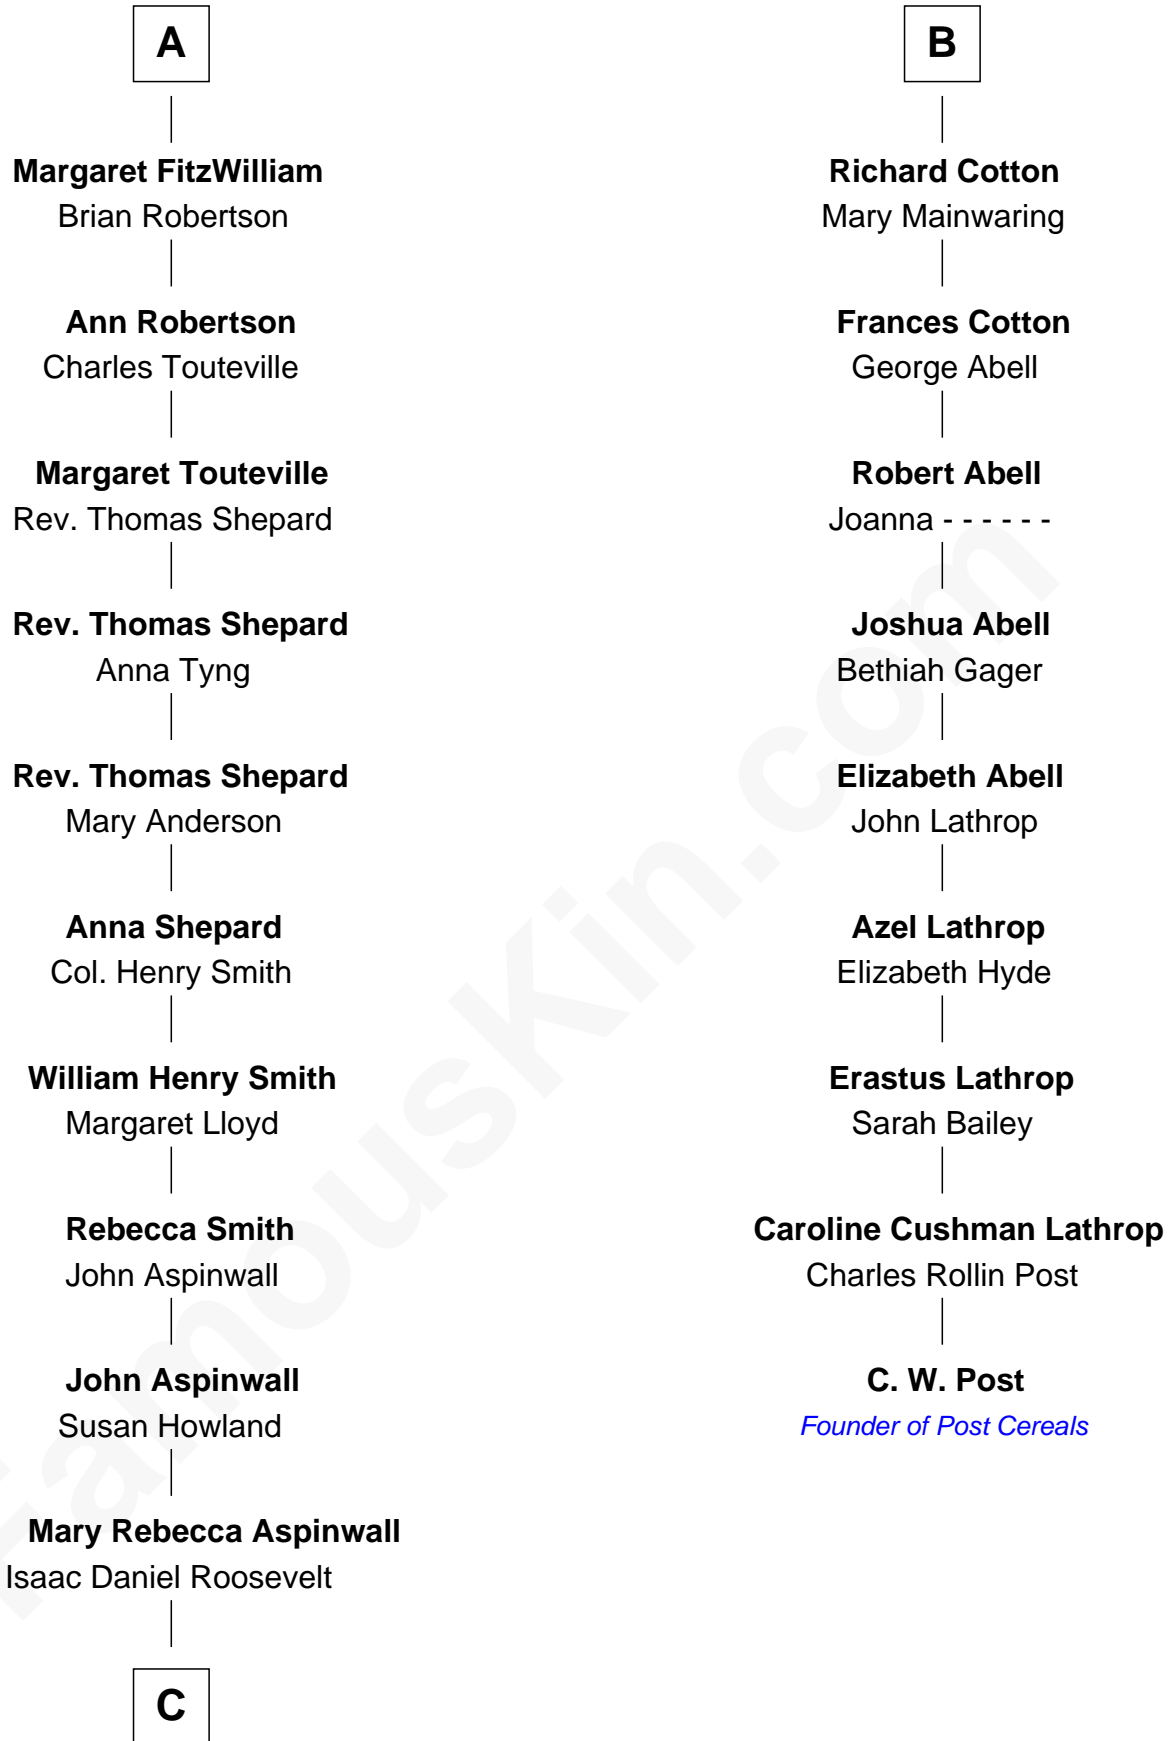 A
Margaret FitzWilliam
Brian Robertson
Ann Robertson
Charles Touteville
Margaret Touteville
Rev. Thomas Shepard
Rev. Thomas Shepard
Anna Tyng
Rev. Thomas Shepard
Mary Anderson
Anna Shepard
Col. Henry Smith
William Henry Smith
Margaret Lloyd
Rebecca Smith
John Aspinwall
John Aspinwall
Susan Howland
Mary Rebecca Aspinwall
Isaac Daniel Roosevelt
C
B
Richard Cotton
Mary Mainwaring
Frances Cotton
George Abell
Robert Abell
Joanna - - - - - -
Joshua Abell
Bethiah Gager
Elizabeth Abell
John Lathrop
Azel Lathrop
Elizabeth Hyde
Erastus Lathrop
Sarah Bailey
Caroline Cushman Lathrop
Charles Rollin Post
C. W. Post
Founder of Post Cereals
FamousKin.com